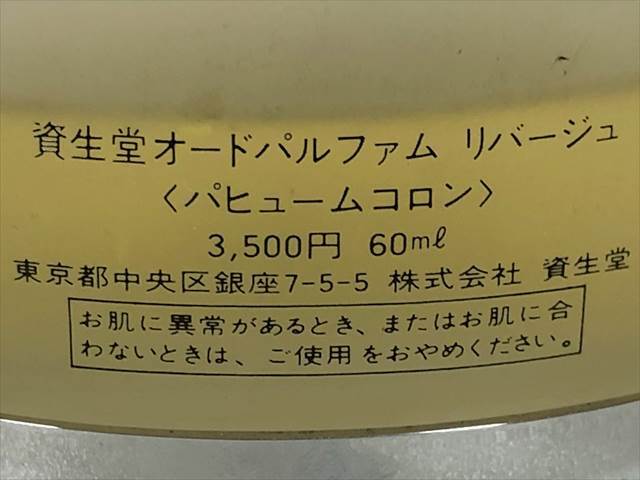 資生堂オードパルファム リバージュ
〈パヒュームコロン〉
3,500円 60mℓ
東京都中央区銀座7-5-5 株式会社 資生堂
お肌に異常があるとき、またはお肌に合
わないときは、ご使用をおやめください。